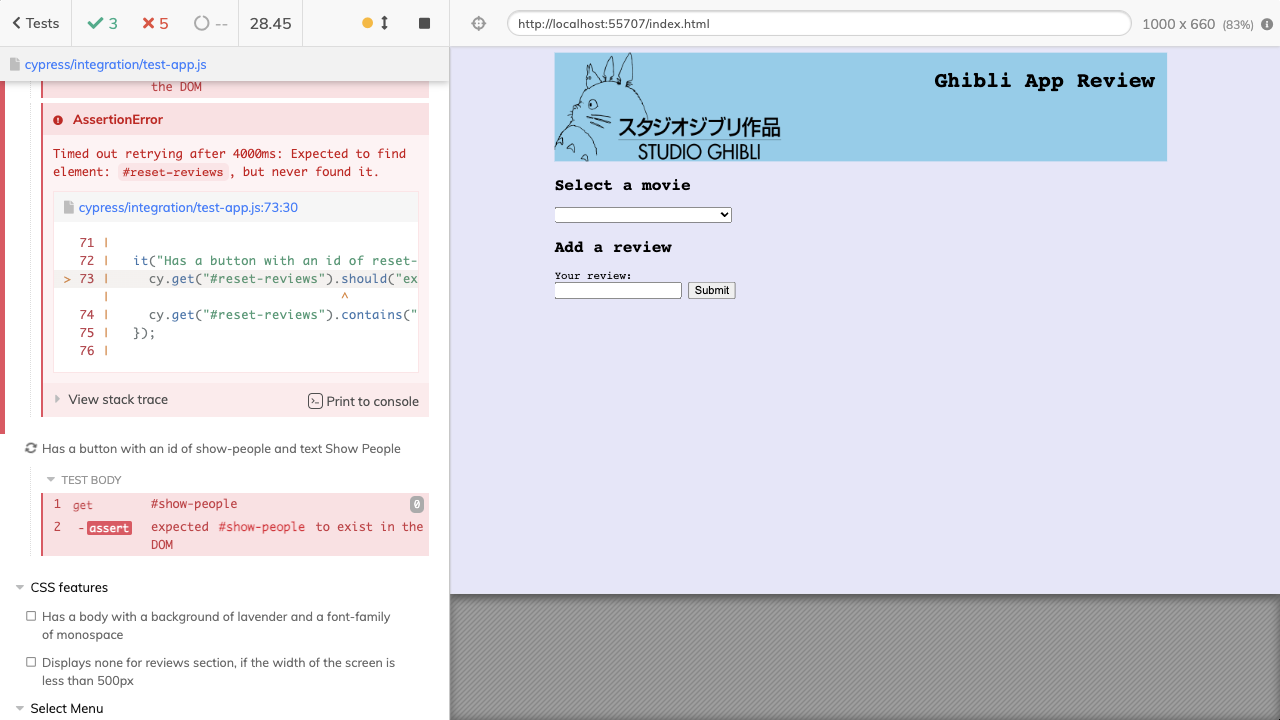 Tests
3
5
--
28.45
http://localhost:55707/index.html
1000 x 660 (83%)
cypress/integration/test-app.js
the DOM
AssertionError
Timed out retrying after 4000ms: Expected to find
element: #reset-reviews, but never found it.
cypress/integration/test-app.js:73:30
71 |
72 | it("Has a button with an id of reset-
> 73 | cy.get("#reset-reviews").should("ex
| ^
74 | cy.get("#reset-reviews").contains("
75 | });
76 |
View stack trace
Print to console
Has a button with an id of show-people and text Show People
TEST BODY
1 get #show-people 0
2 -assert expected #show-people to exist in the
DOM
CSS features
Has a body with a background of lavender and a font-family
of monospace
Displays none for reviews section, if the width of the screen is
less than 500px
Select Menu
Ghibli App Review
スタジオジブリ作品
STUDIO GHIBLI
Select a movie
Add a review
Your review:
Submit